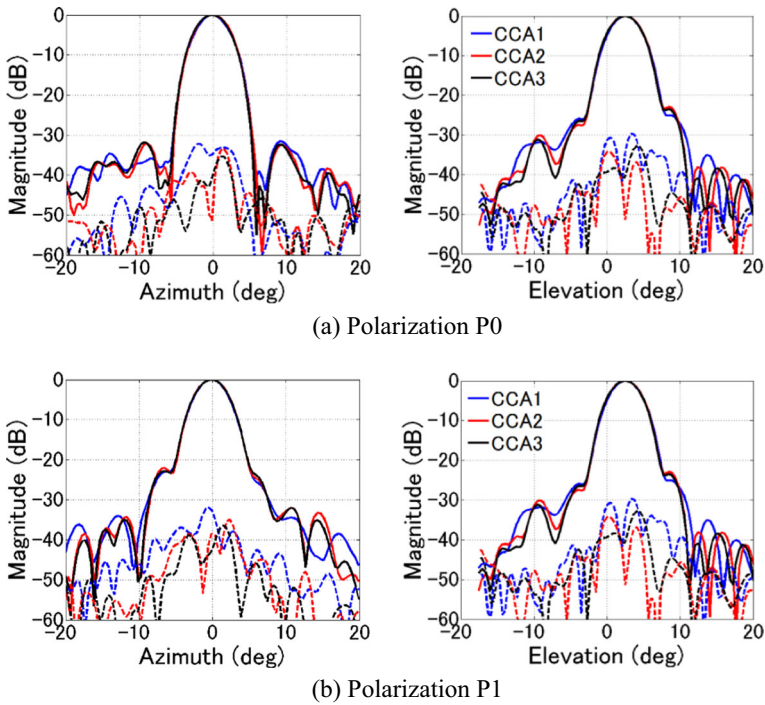 0
-10
-20
-30
-40
-50
-60
Magnitude (dB)
-20 -10 0 10 20
Azimuth (deg)
0
-10
-20
-30
-40
-50
-60
Magnitude (dB)
CCA1
CCA2
CCA3
-20 -10 0 10 20
Elevation (deg)
(a) Polarization P0
0
-10
-20
-30
-40
-50
-60
Magnitude (dB)
-20 -10 0 10 20
Azimuth (deg)
0
-10
-20
-30
-40
-50
-60
Magnitude (dB)
CCA1
CCA2
CCA3
-20 -10 0 10 20
Elevation (deg)
(b) Polarization P1